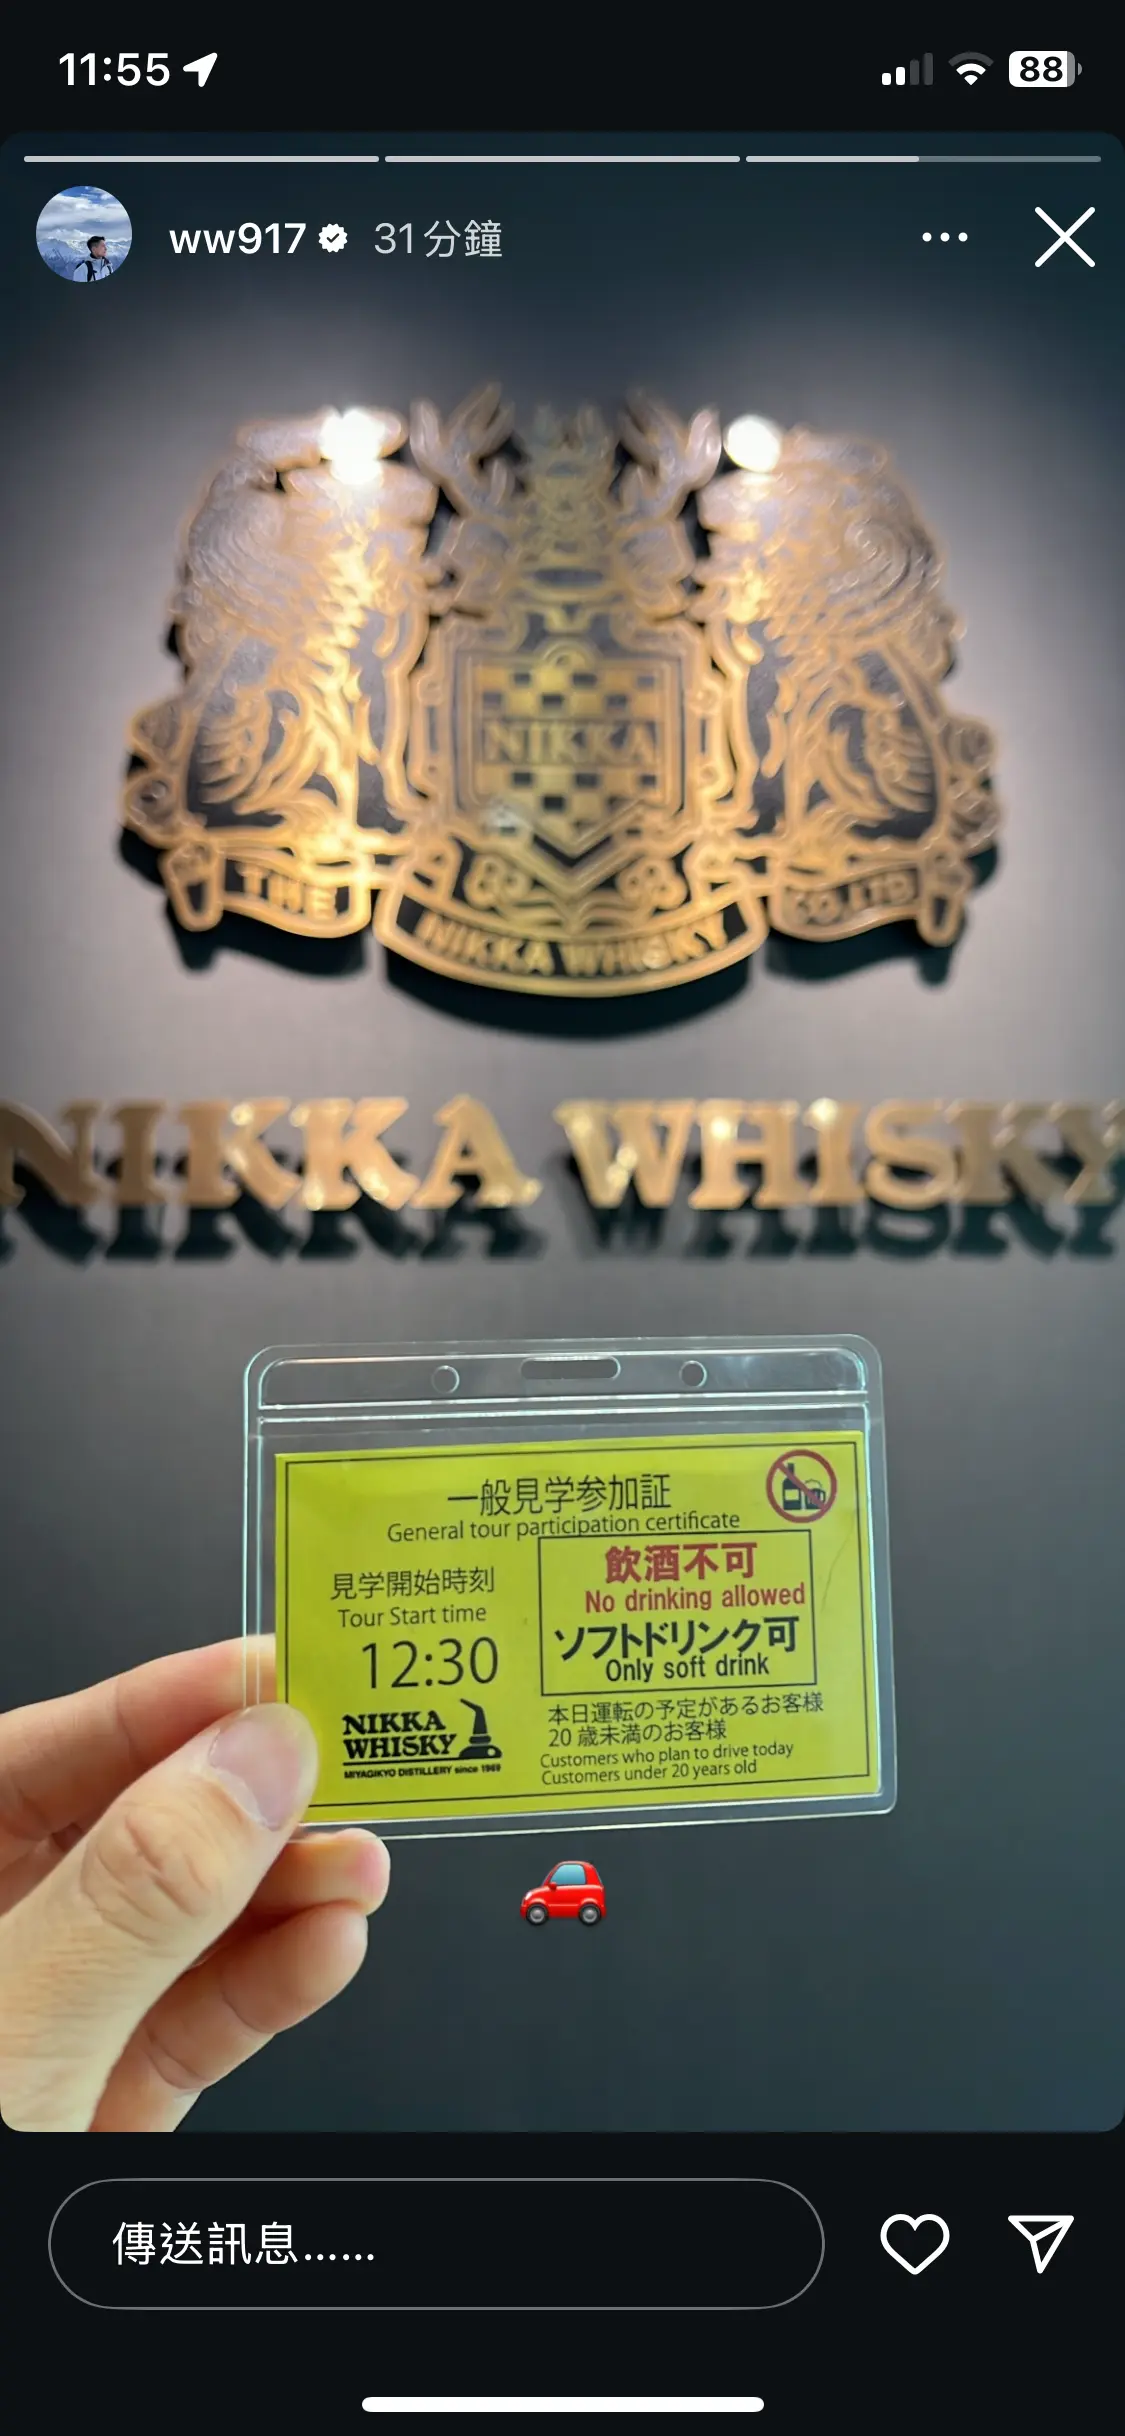 11:55
88
ww917 31分鐘
NIKKA
THE NIKKA WHISKY CO. LTD.
NIKKA WHISKY
一般見学参加証
General tour participation certificate
見学開始時刻
Tour Start time
12:30
NIKKA
WHISKY
MIYAGIKYO DISTILLERY since 1969
飲酒不可
No drinking allowed
ソフトドリンク可
Only soft drink
本日運転の予定があるお客様
20歳未満のお客様
Customers who plan to drive today
Customers under 20 years old
傳送訊息……